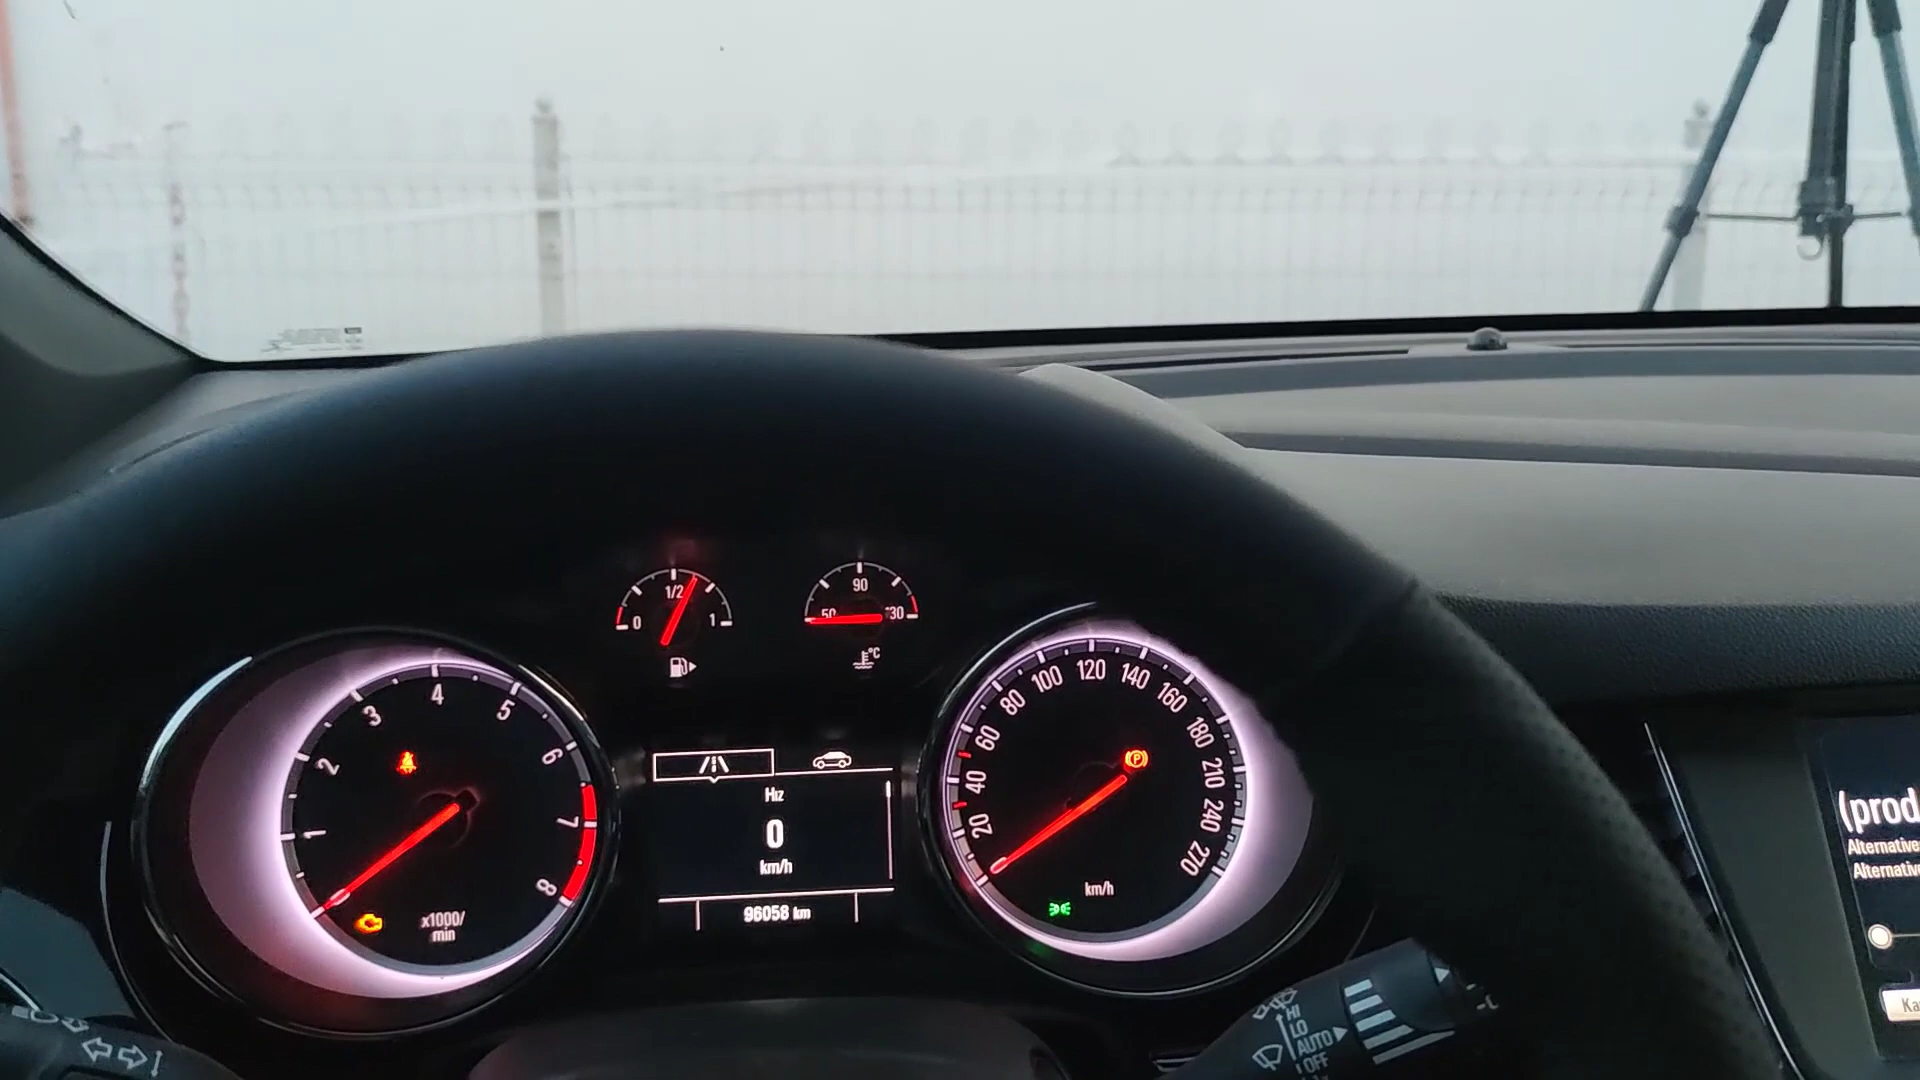 0 1/2 1
50 90 130
°C
1 2 3 4 5 6 7 8
x1000/
min
Hız
0
km/h
96058 km
20 40 60 80 100 120 140 160 180 210 240 270
km/h
P
HI
LO
AUTO
OFF
(prod
Alternative
Alternativ
Ka